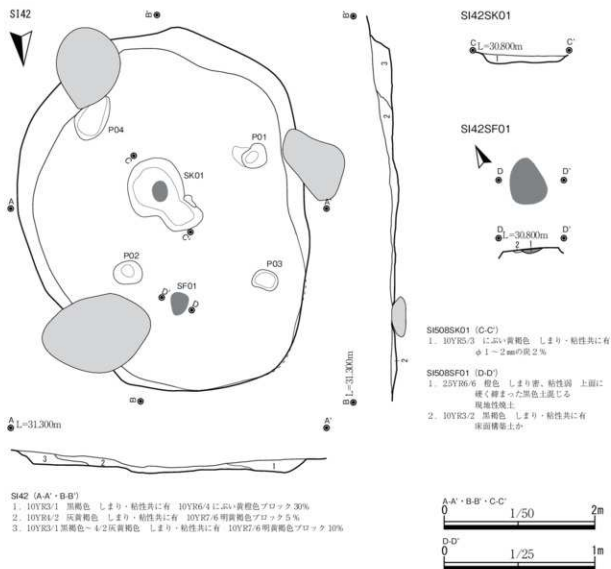 SI42
B'
B'
SI42SK01
C L=30.800m C'
1
3
2
P04
P01
SI42SF01
C'
SK01
D D'
A A'
C
D L=30.800m D'
2 1
P02
SF01
P03
D' D
SI508SK01 (C-C')
1. 10YR5/3 にぶい黄褐色 しまり・粘性共に有
φ1～2㎜の炭2％
SI508SF01 (D-D')
1. 2.5YR6/6 橙色 しまり密、粘性弱 上面に
硬く締まった黒色土混じる
現地性焼土
2. 10YR3/2 黒褐色 しまり・粘性共に有
床面構築土か
2
B
B L=31.300m
A L=31.300m A'
3 2 1
SI42 (A-A'・B-B')
1. 10YR3/1 黒褐色 しまり・粘性共に有 10YR6/4にぶい黄橙色ブロック30％
2. 10YR4/2 灰黄褐色 しまり・粘性共に有 10YR7/6明黄褐色ブロック5％
3. 10YR3/1黒褐色～4/2灰黄褐色 しまり・粘性共に有 10YR7/6明黄褐色ブロック10％
A-A'・B-B'・C-C'
0 1/50 2m
D-D'
0 1/25 1m